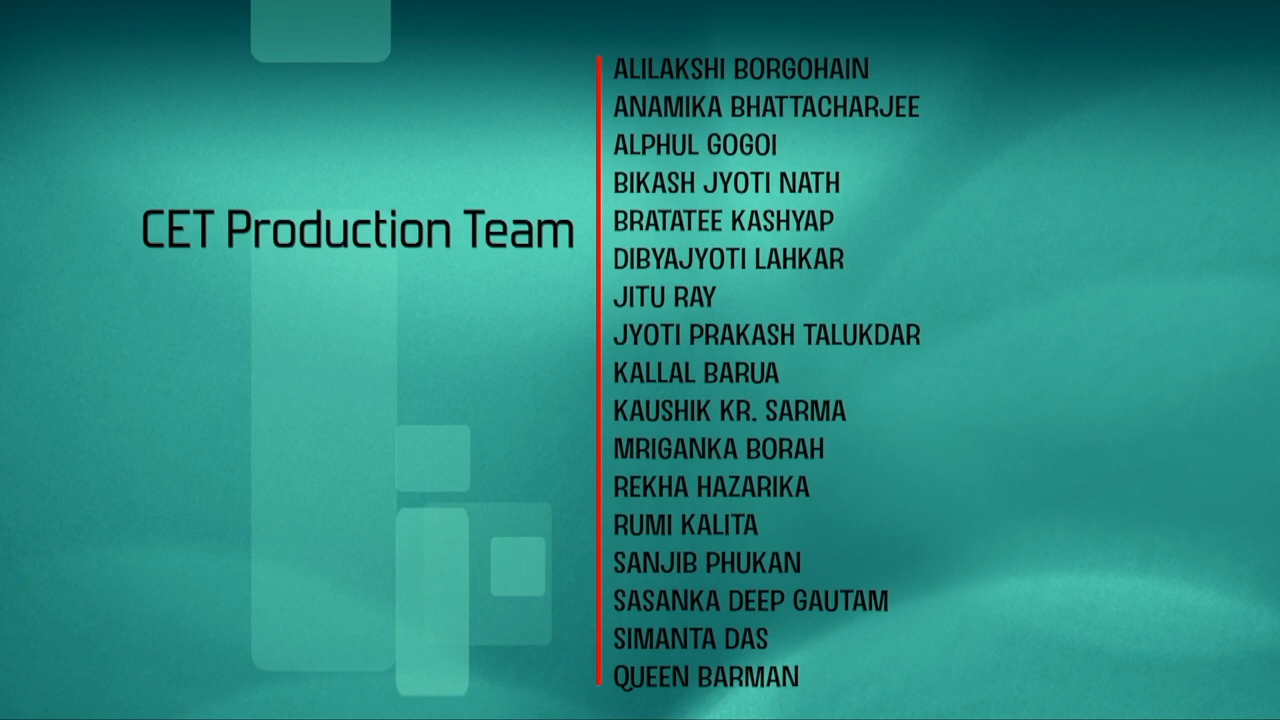 CET Production Team
ALILAKSHI BORGOHAIN
ANAMIKA BHATTACHARJEE
ALPHUL GOGOI
BIKASH JYOTI NATH
BRATATEE KASHYAP
DIBYAJYOTI LAHKAR
JITU RAY
JYOTI PRAKASH TALUKDAR
KALLAL BARUA
KAUSHIK KR. SARMA
MRIGANKA BORAH
REKHA HAZARIKA
RUMI KALITA
SANJIB PHUKAN
SASANKA DEEP GAUTAM
SIMANTA DAS
QUEEN BARMAN